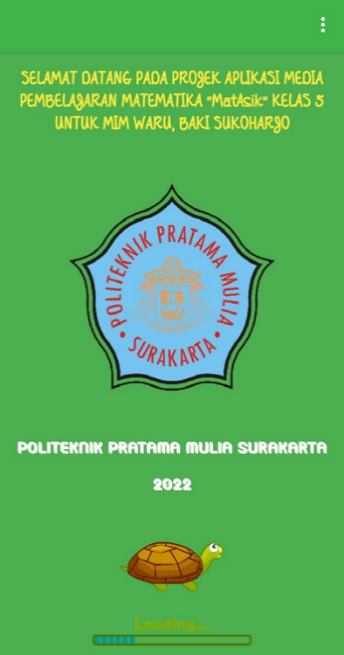 SELAMAT DATANG PADA PROJEK APLIKASI MEDIA
PEMBELAJARAN MATEMATIKA "MatAsik" KELAS 5
UNTUK MIM WARU, BAKI SUKOHARJO
POLITEKNIK PRATAMA MULIA
• SURAKARTA •
POLITEKNIK PRATAMA MULIA SURAKARTA
2022
Loading...